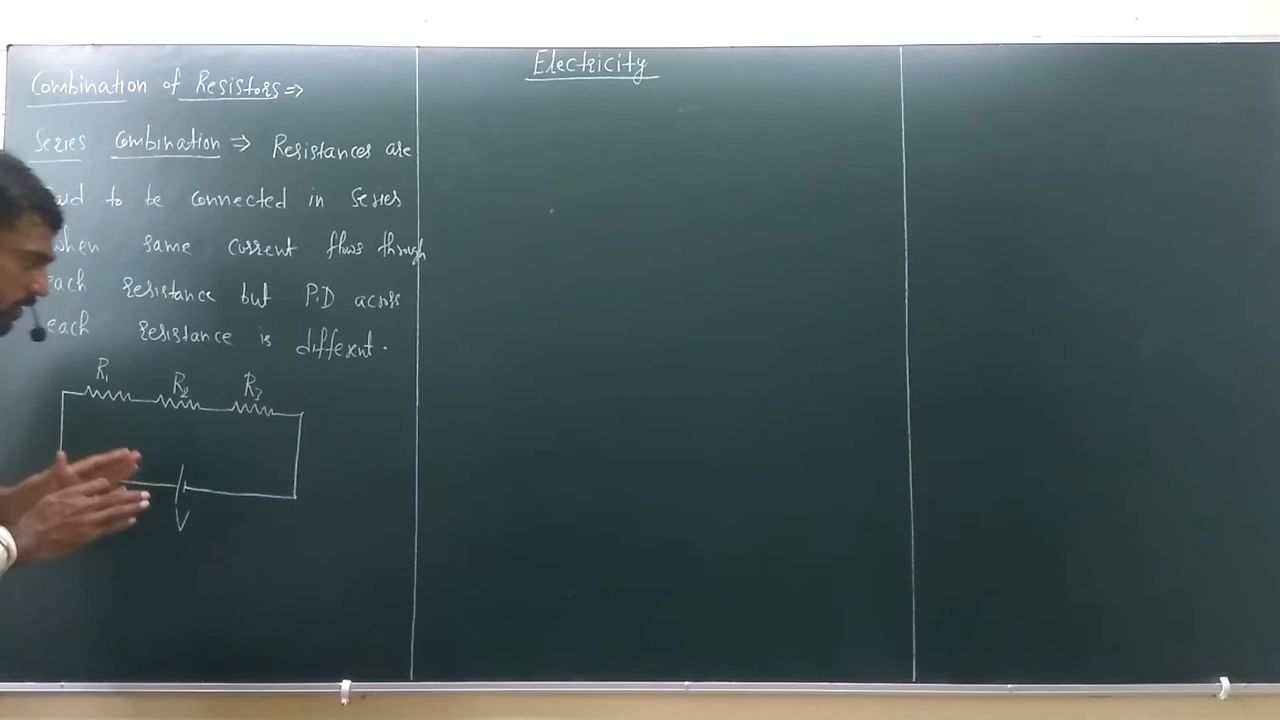 Electricity
Combination of Resistors ⇒
Series Combination ⇒ Resistances are
to be connected in series
when same current flows through
each resistance but P.D across
each resistance is different.
R1 R2 R3
V